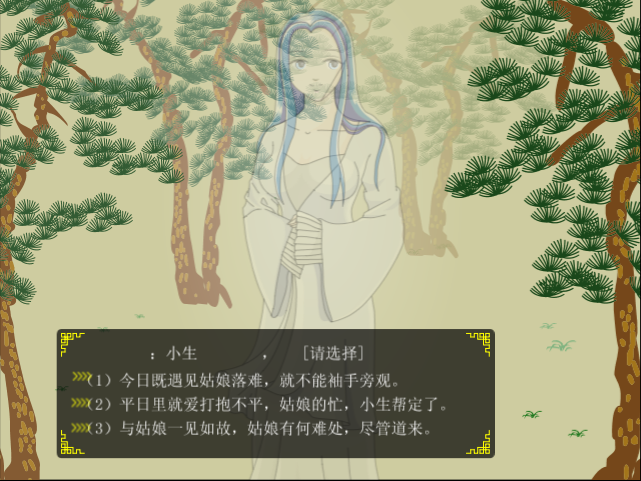 ：小生　　　　，　　[请选择]
（1）今日既遇见姑娘落难，就不能袖手旁观。
（2）平日里就爱打抱不平，姑娘的忙，小生帮定了。
（3）与姑娘一见如故，姑娘有何难处，尽管道来。